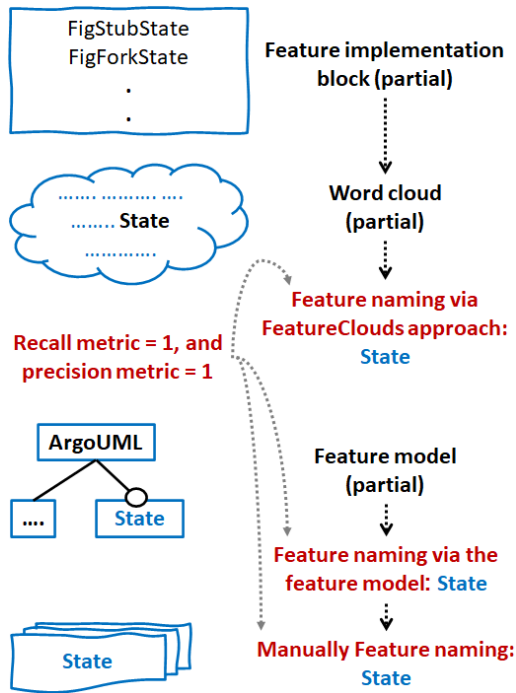 FigStubState
FigForkState
.
.
Feature implementation
block (partial)
....... .......... ....
........ State
.............
Word cloud
(partial)
Feature naming via
FeatureClouds approach:
State
Recall metric = 1, and
precision metric = 1
ArgoUML
....
State
Feature model
(partial)
Feature naming via the
feature model: State
State
Manually Feature naming:
State